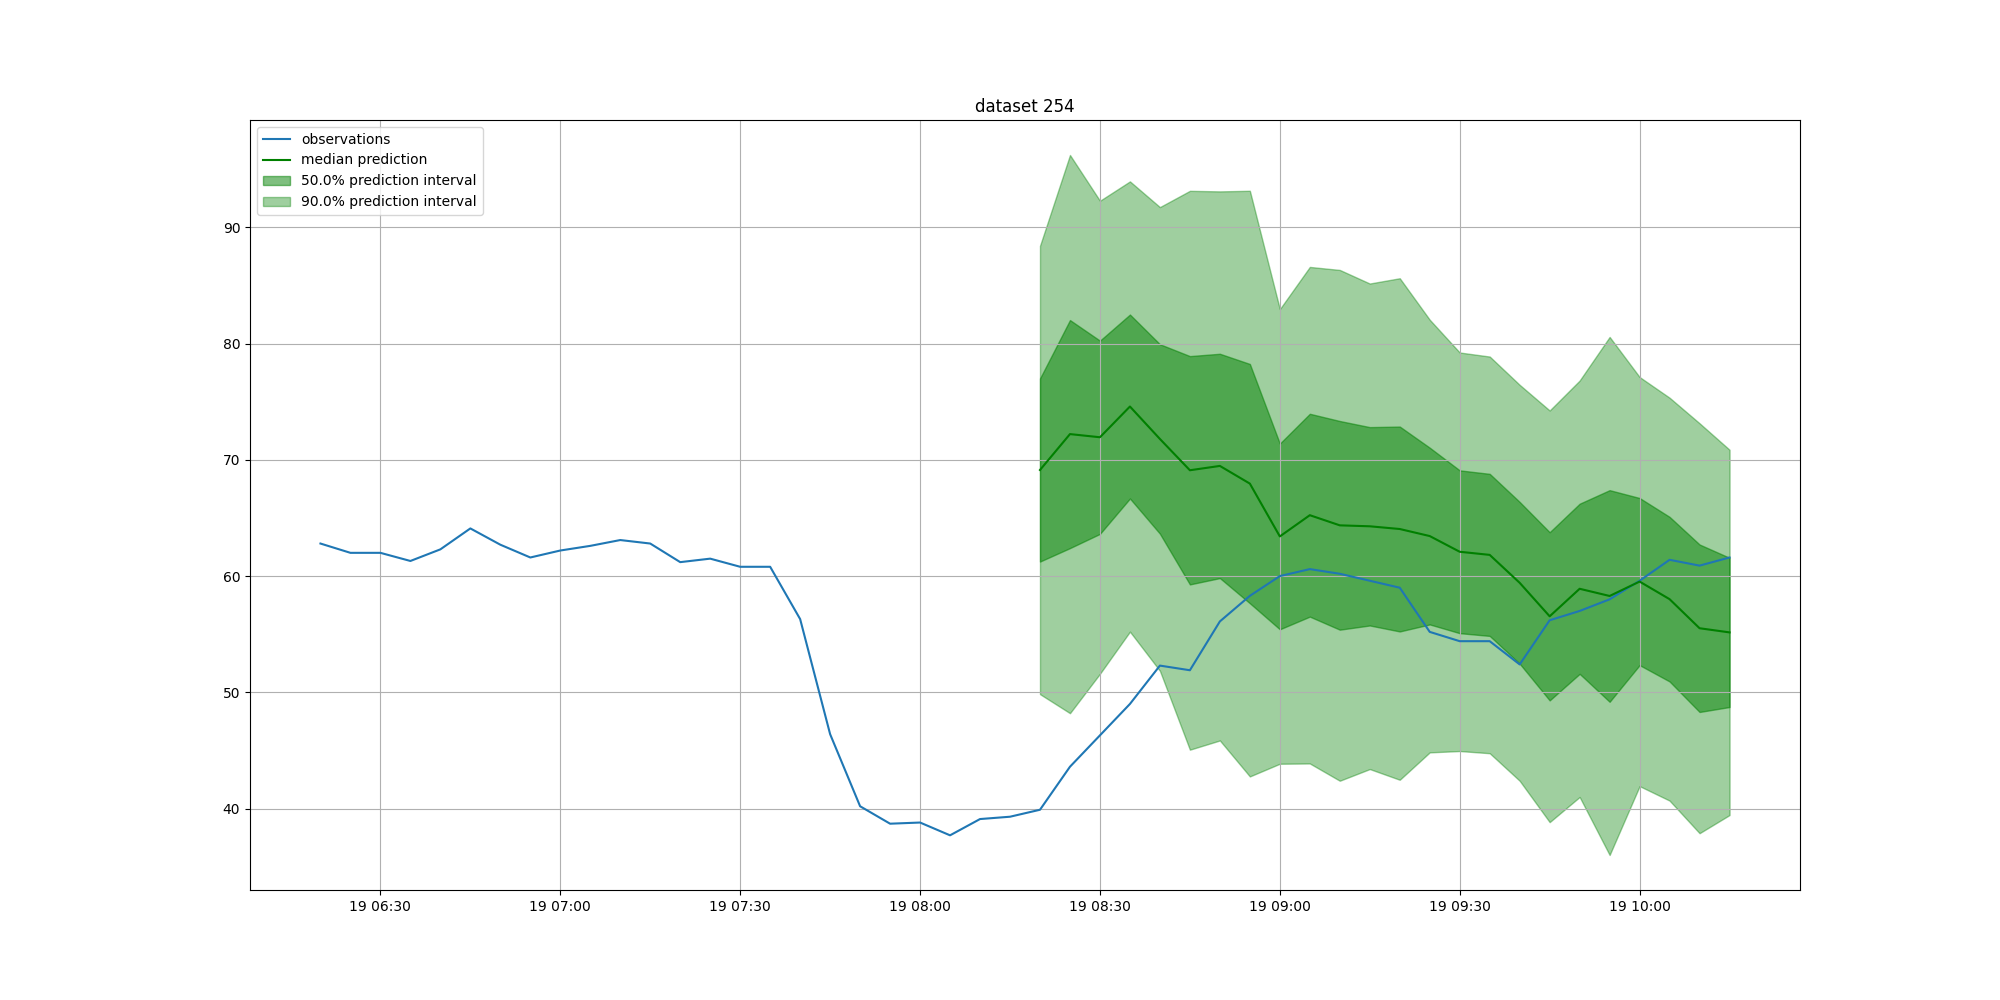 dataset 254
observations
median prediction
50.0% prediction interval
90.0% prediction interval
90
80
70
60
50
40
19 06:30 19 07:00 19 07:30 19 08:00 19 08:30 19 09:00 19 09:30 19 10:00